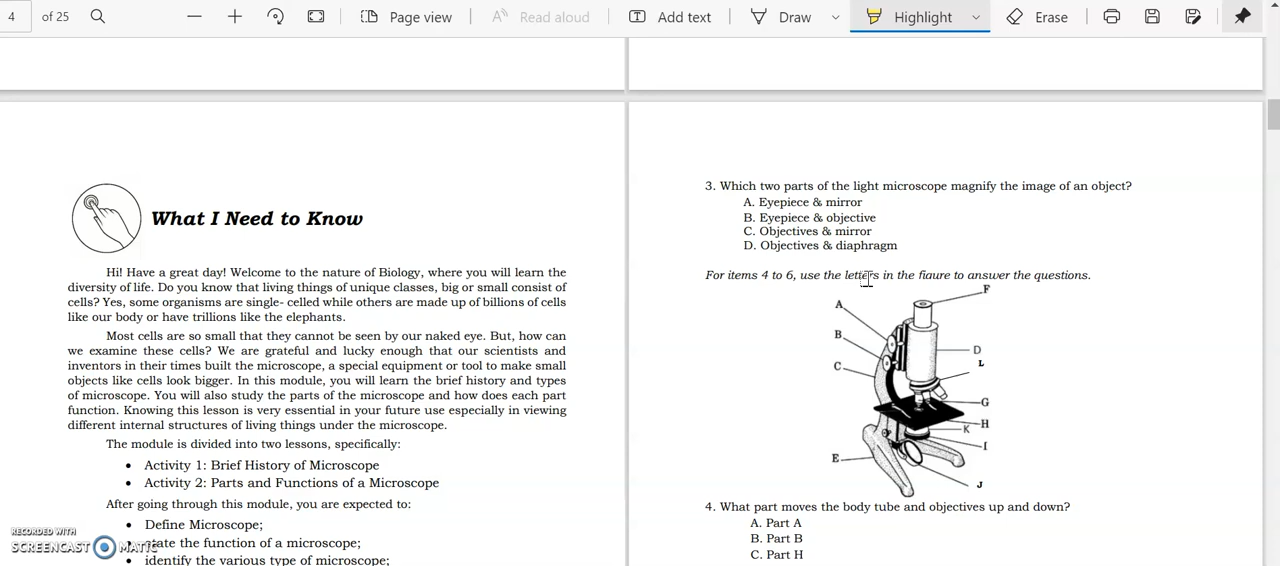 4 of 25 Page view Read aloud Add text Draw Highlight Erase
What I Need to Know
Hi! Have a great day! Welcome to the nature of Biology, where you will learn the
diversity of life. Do you know that living things of unique classes, big or small consist of
cells? Yes, some organisms are single- celled while others are made up of billions of cells
like our body or have trillions like the elephants.
Most cells are so small that they cannot be seen by our naked eye. But, how can
we examine these cells? We are grateful and lucky enough that our scientists and
inventors in their times built the microscope, a special equipment or tool to make small
objects like cells look bigger. In this module, you will learn the brief history and types
of microscope. You will also study the parts of the microscope and how does each part
function. Knowing this lesson is very essential in your future use especially in viewing
different internal structures of living things under the microscope.
The module is divided into two lessons, specifically:
• Activity 1: Brief History of Microscope
• Activity 2: Parts and Functions of a Microscope
After going through this module, you are expected to:
• Define Microscope;
state the function of a microscope;
• identify the various type of microscope;
RECORDED WITH
SCREENCAST MATIC
3. Which two parts of the light microscope magnify the image of an object?
A. Eyepiece & mirror
B. Eyepiece & objective
C. Objectives & mirror
D. Objectives & diaphragm
For items 4 to 6, use the letters in the figure to answer the questions.
F
A
B
D
L
C
G
H
K
I
E
J
4. What part moves the body tube and objectives up and down?
A. Part A
B. Part B
C. Part H